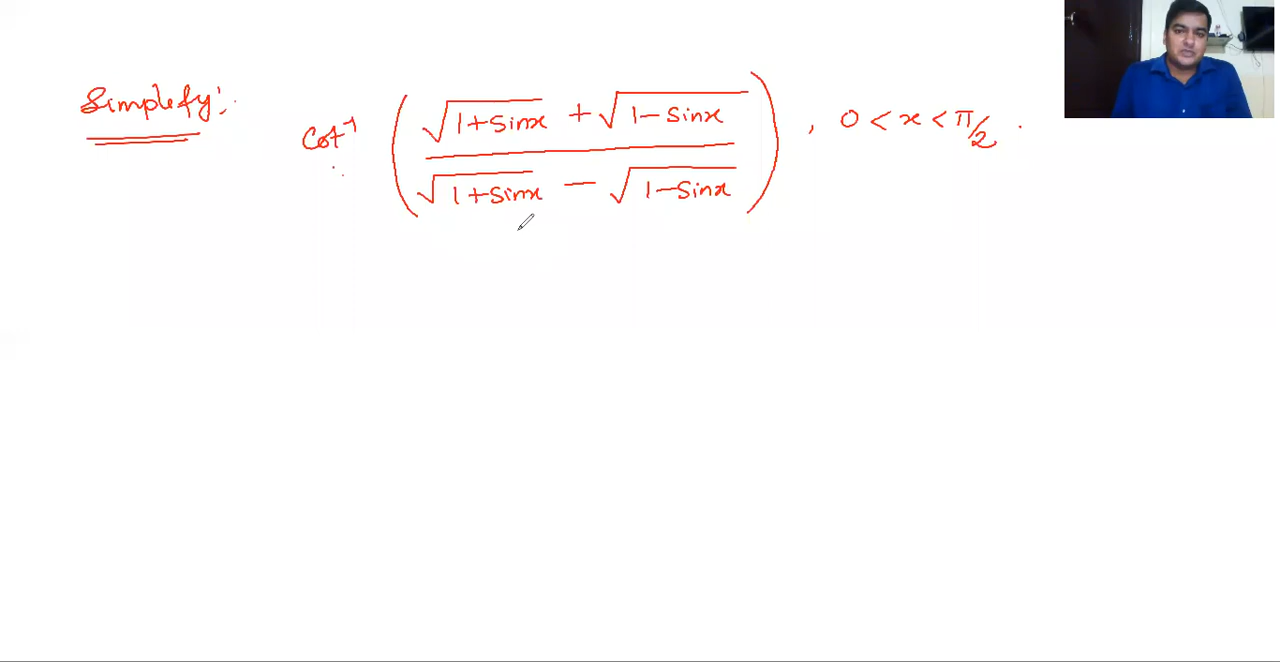 Simplefy:
Cot⁻¹ ( (√(1+Sinx) + √(1-Sinx)) / (√(1+Sinx) - √(1-Sinx)) ) , 0 < x < π/2 .